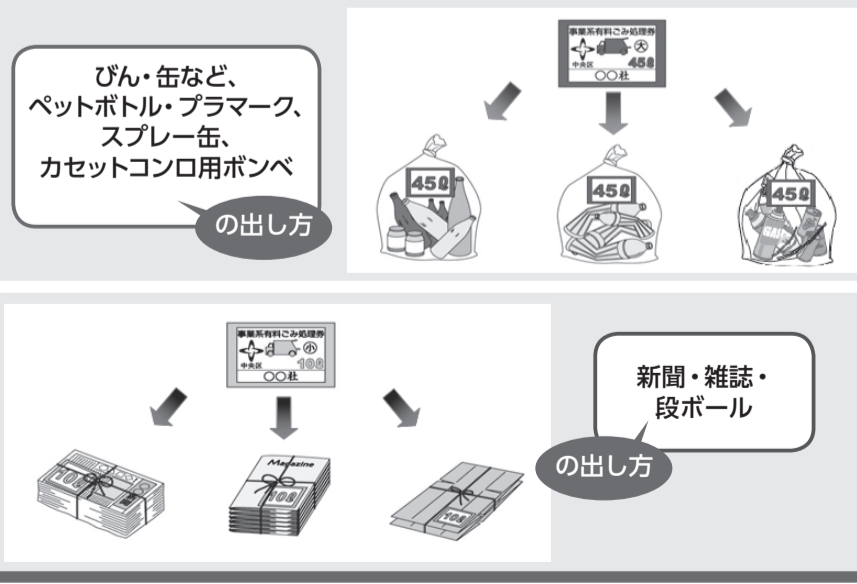 びん・缶など、
ペットボトル・プラマーク、
スプレー缶、
カセットコンロ用ボンベ
の出し方
事業系有料ごみ処理券
大
中央区
45ℓ
○○社
45ℓ
45ℓ
45ℓ
事業系有料ごみ処理券
小
中央区
10ℓ
○○社
10ℓ
Magazine
10ℓ
10ℓ
新聞・雑誌・
段ボール
の出し方